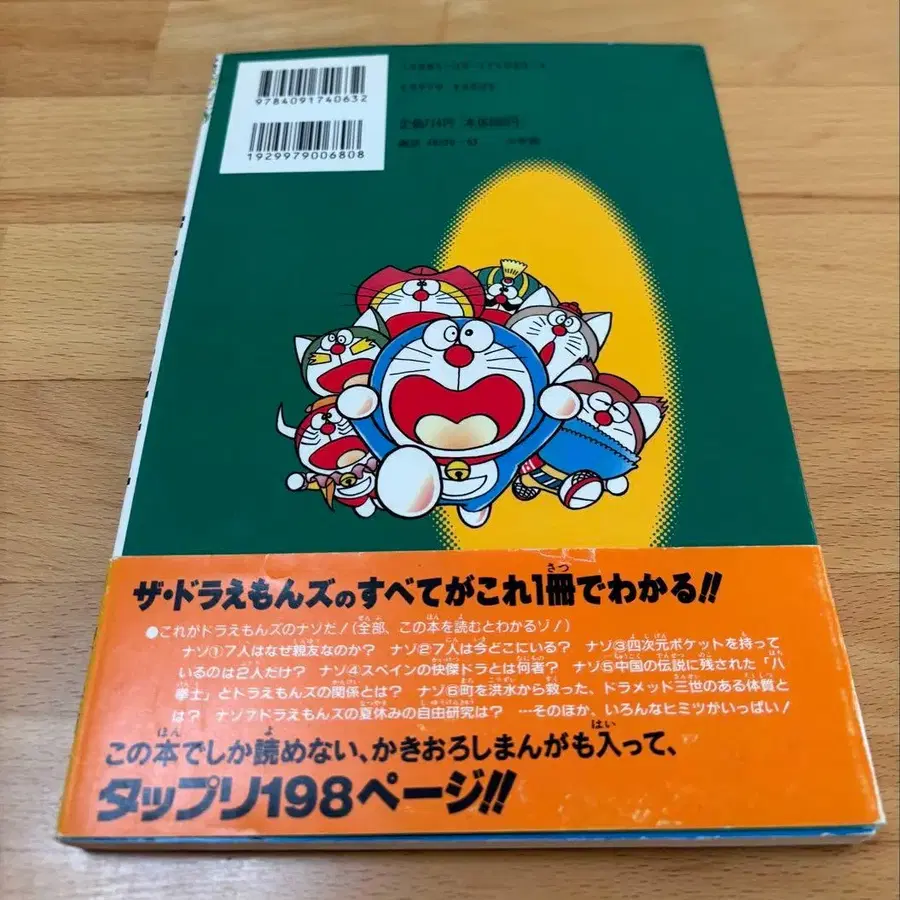 9784091740632
1929979006808
ザ・ドラえもんズのすべてがこれ1冊でわかる!!
●これがドラえもんズのナゾだ!(全部、この本を読むとわかるゾ!)
ナゾ①7人はなぜ親友なのか? ナゾ②7人は今どこにいる? ナゾ③四次元ポケットを持って
いるのは2人だけ? ナゾ④スペインの快傑ドラとは何者? ナゾ⑤中国の伝説に残された「八
拳士」とドラえもんズの関係とは? ナゾ⑥町を洪水から救った、ドラメッド三世のある体質と
は? ナゾ7ドラえもんズの夏休みの自由研究は? …そのほか、いろんなヒミツがいっぱい!
この本でしか読めない、かきおろしまんがも入って、
タップリ198ページ!!